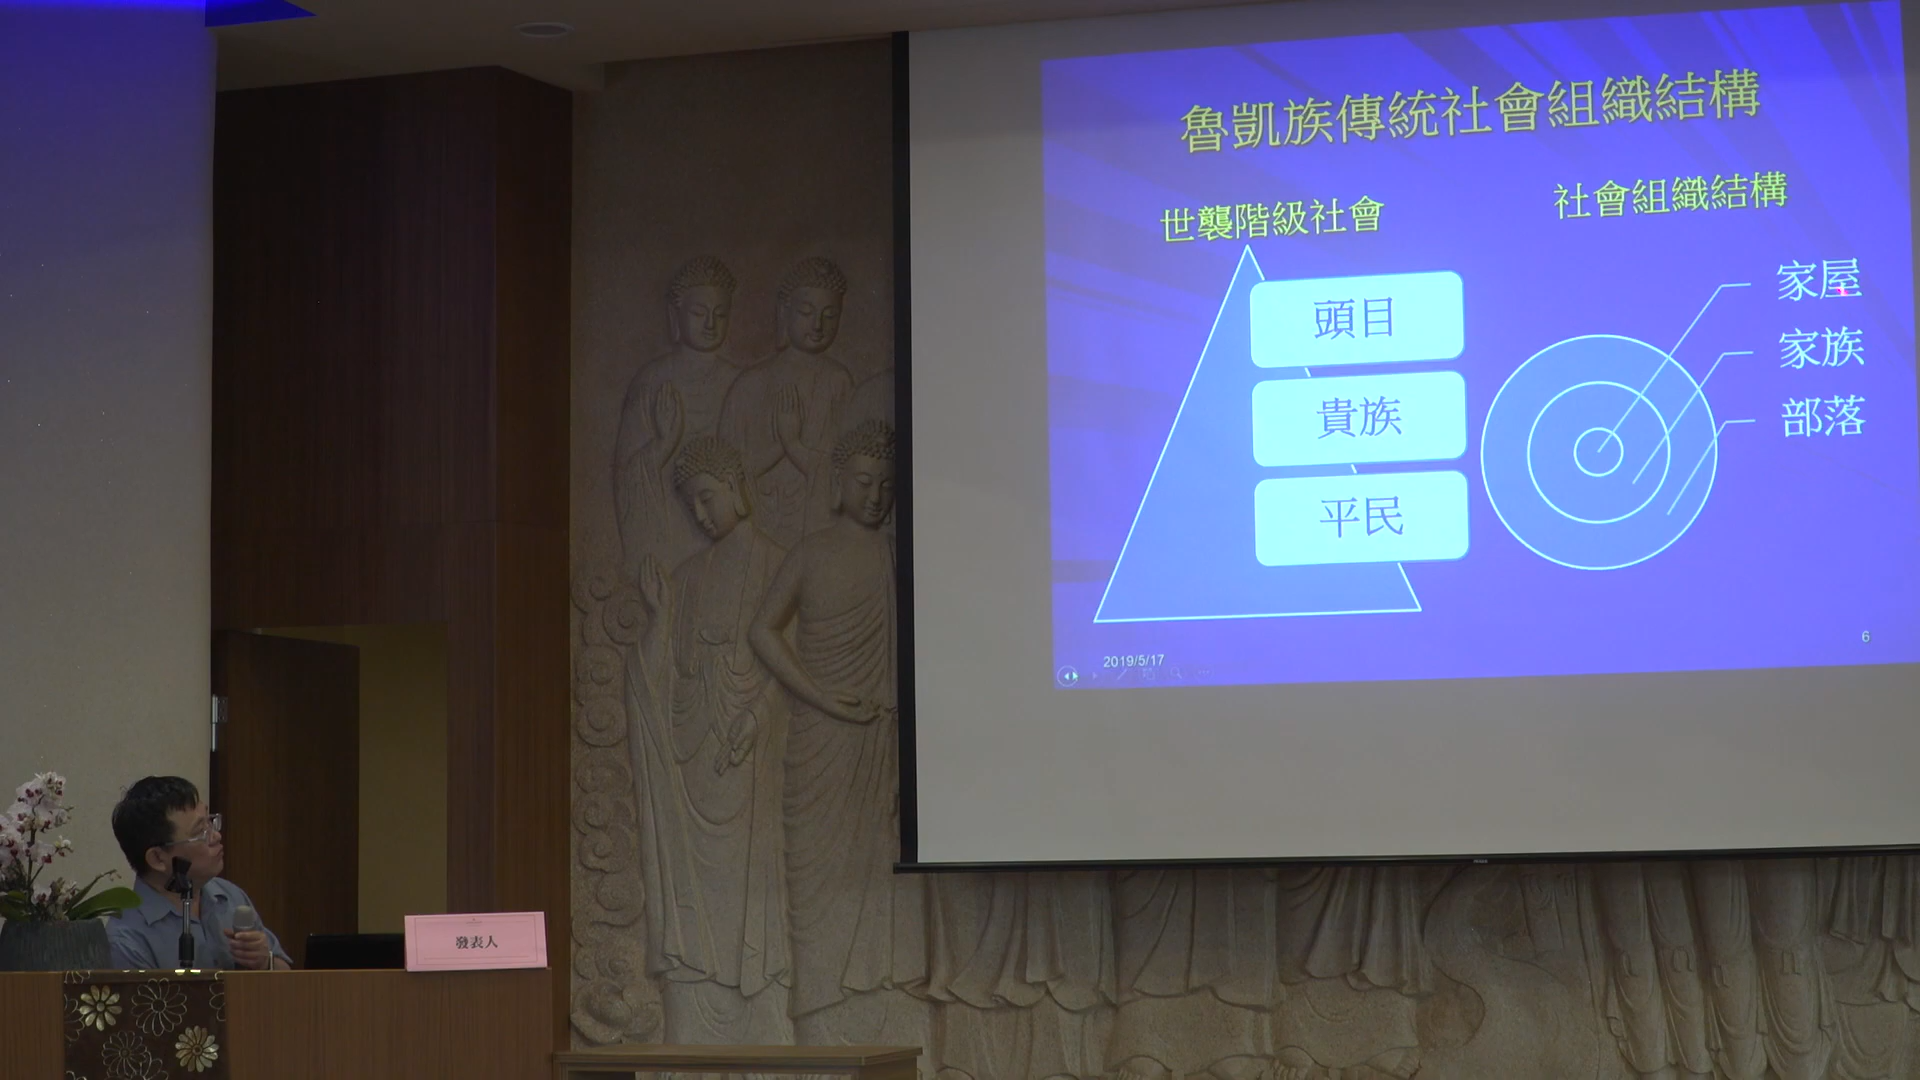 魯凱族傳統社會組織結構
世襲階級社會
社會組織結構
頭目
貴族
平民
家屋
家族
部落
2019/5/17
6
發表人